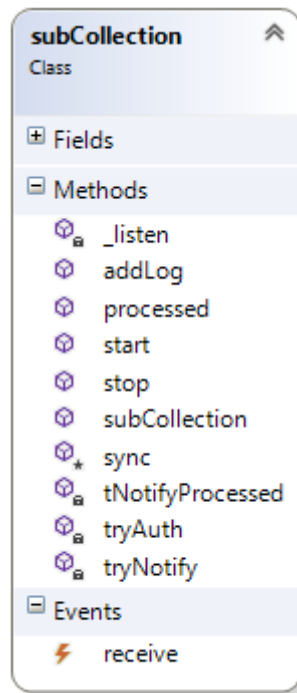 subCollection
Class
Fields
Methods
_listen
addLog
processed
start
stop
subCollection
sync
tNotifyProcessed
tryAuth
tryNotify
Events
receive